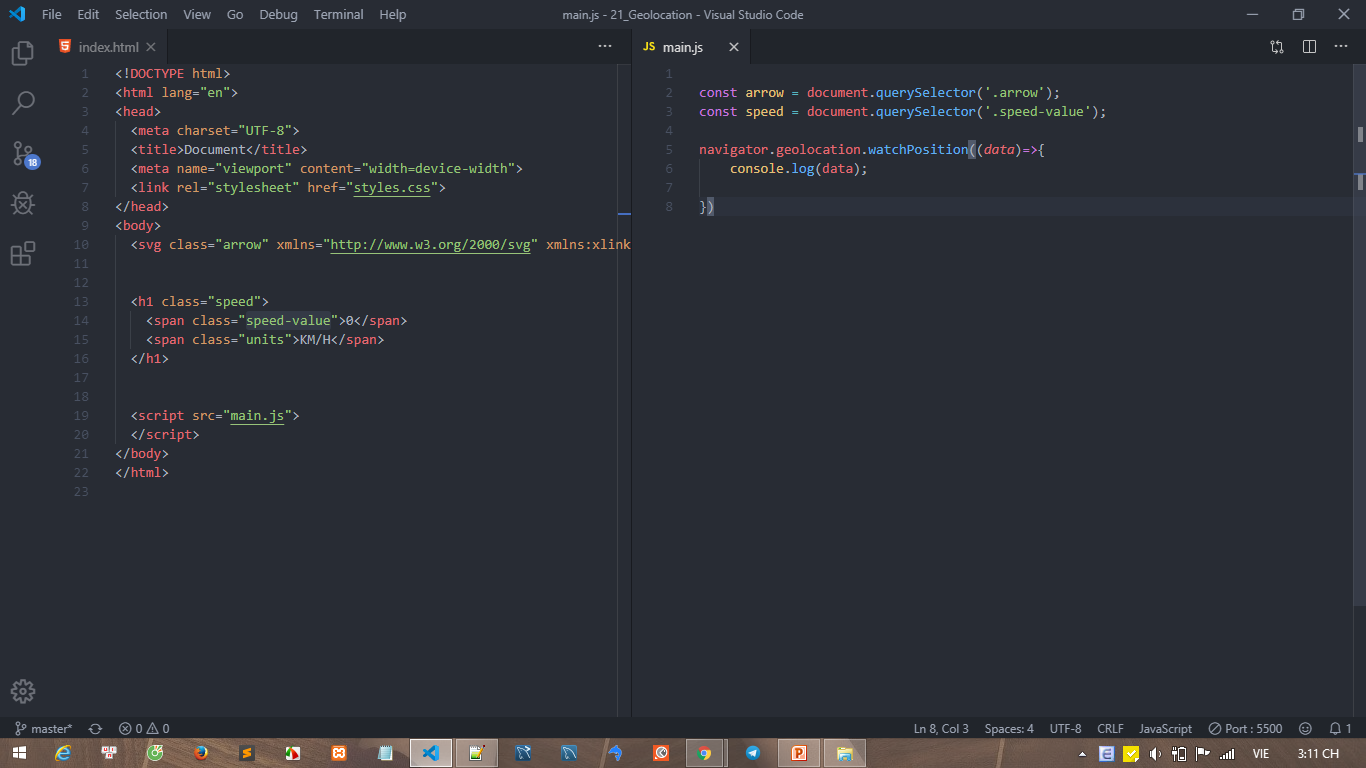 File Edit Selection View Go Debug Terminal Help
main.js - 21_Geolocation - Visual Studio Code
index.html
1 <!DOCTYPE html>
2 <html lang="en">
3 <head>
4 <meta charset="UTF-8">
5 <title>Document</title>
6 <meta name="viewport" content="width=device-width">
7 <link rel="stylesheet" href="styles.css">
8 </head>
9 <body>
10 <svg class="arrow" xmlns="http://www.w3.org/2000/svg" xmlns:xlink
11
12
13 <h1 class="speed">
14 <span class="speed-value">0</span>
15 <span class="units">KM/H</span>
16 </h1>
17
18
19 <script src="main.js">
20 </script>
21 </body>
22 </html>
23
JS main.js
1
2 const arrow = document.querySelector('.arrow');
3 const speed = document.querySelector('.speed-value');
4
5 navigator.geolocation.watchPosition((data)=>{
6 console.log(data);
7
8 })
18
master* 0 0
Ln 8, Col 3 Spaces: 4 UTF-8 CRLF JavaScript Port : 5500 1
VIE 3:11 CH